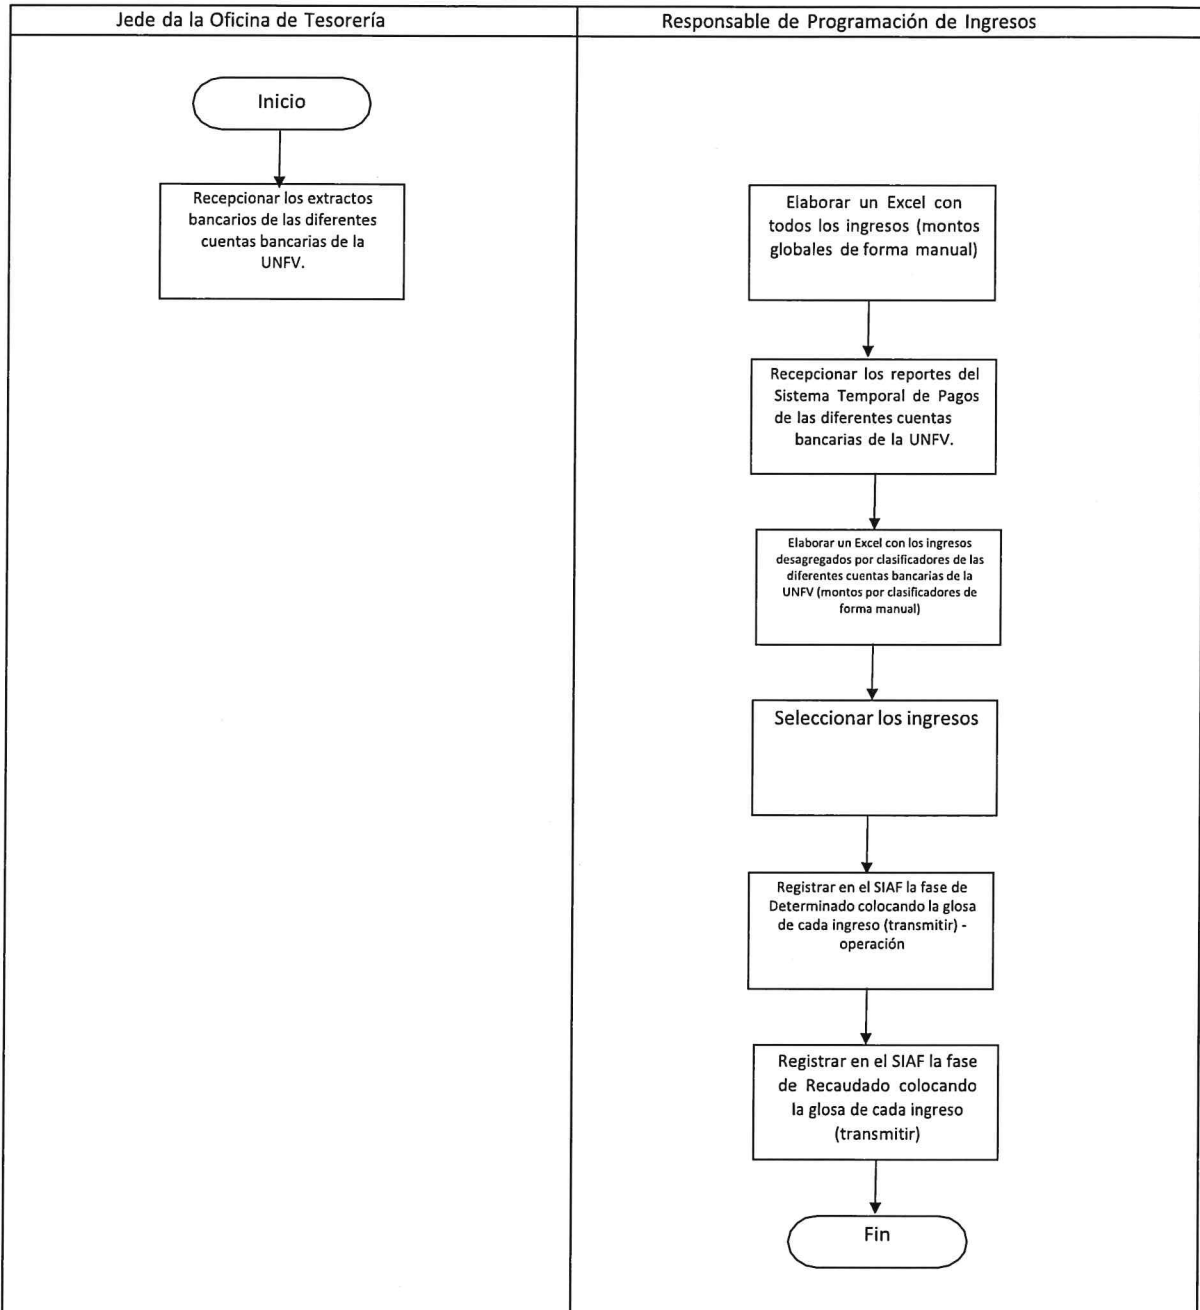 Jede da la Oficina de Tesorería
Responsable de Programación de Ingresos
Inicio
Recepcionar los extractos
bancarios de las diferentes
cuentas bancarias de la
UNFV.
Elaborar un Excel con
todos los ingresos (montos
globales de forma manual)
Recepcionar los reportes del
Sistema Temporal de Pagos
de las diferentes cuentas
bancarias de la UNFV.
Elaborar un Excel con los ingresos
desagregados por clasificadores de las
diferentes cuentas bancarias de la
UNFV (montos por clasificadores de
forma manual)
Seleccionar los ingresos
Registrar en el SIAF la fase de
Determinado colocando la glosa
de cada ingreso (transmitir) -
operación
Registrar en el SIAF la fase
de Recaudado colocando
la glosa de cada ingreso
(transmitir)
Fin